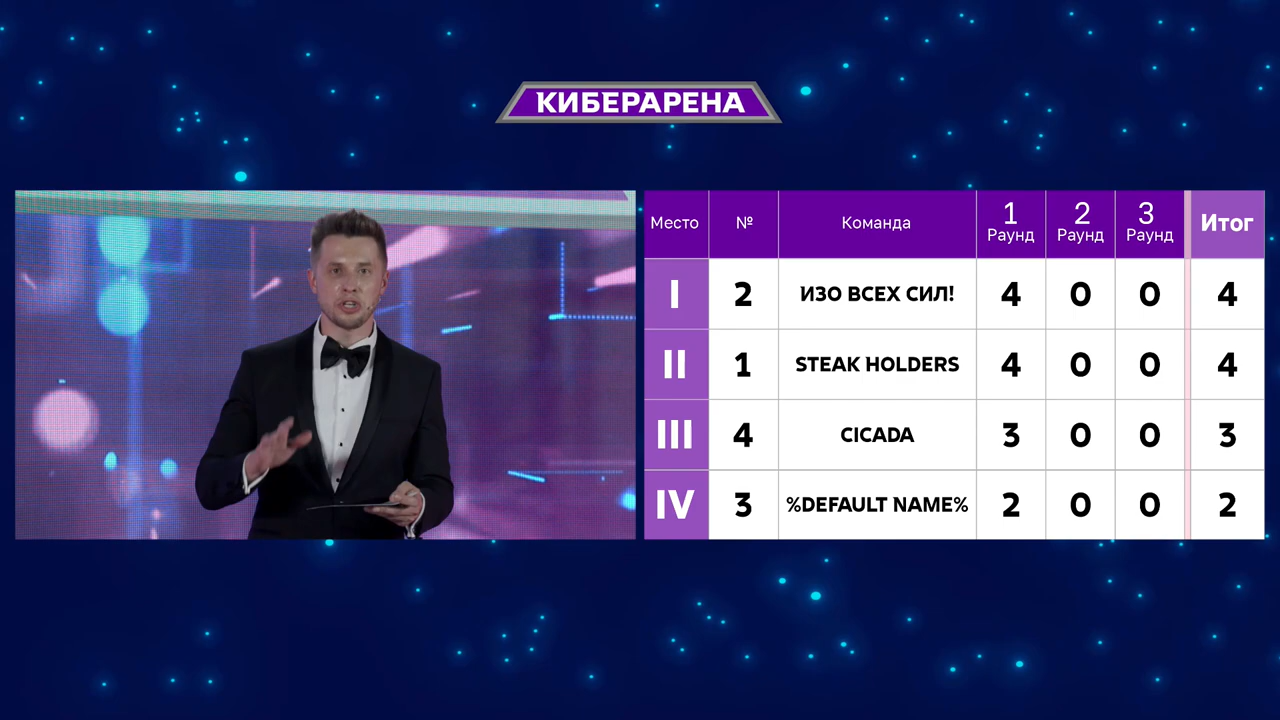 КИБЕРАРЕНА
Место № Команда 1 Раунд 2 Раунд 3 Раунд Итог
I 2 ИЗО ВСЕХ СИЛ! 4 0 0 4
II 1 STEAK HOLDERS 4 0 0 4
III 4 CICADA 3 0 0 3
IV 3 %DEFAULT NAME% 2 0 0 2